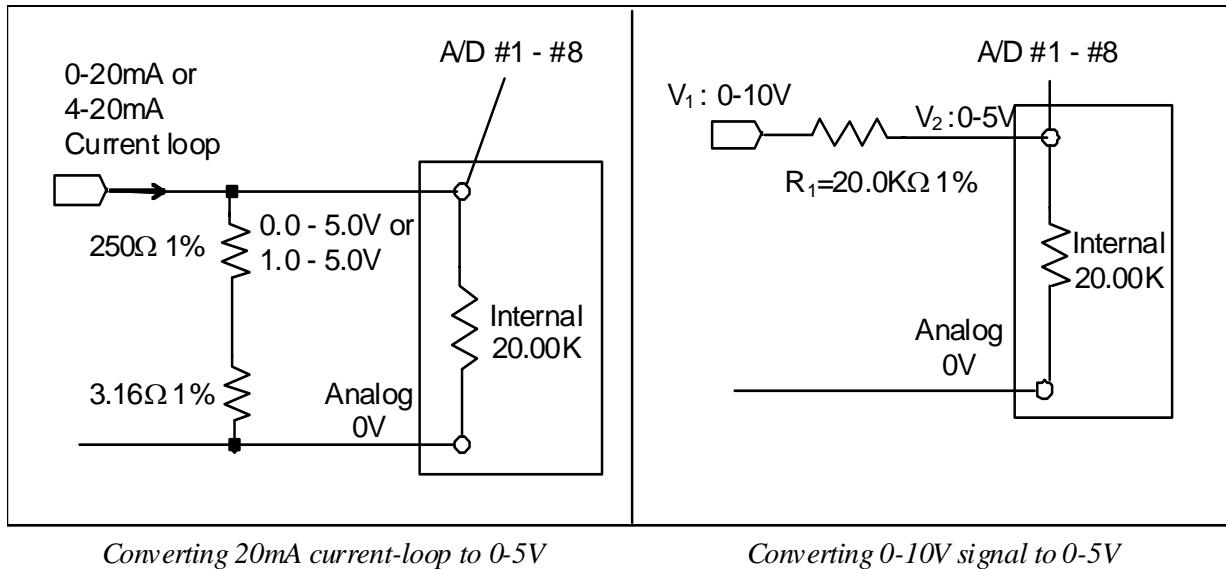 A/D #1 - #8
0-20mA or
4-20mA
Current loop
250Ω 1%
0.0 - 5.0V or
1.0 - 5.0V
Internal
20.00K
3.16Ω 1%
Analog
0V
A/D #1 - #8
V₁ : 0-10V
V₂ :0-5V
R₁=20.0KΩ 1%
Internal
20.00K
Analog
0V
Converting 20mA current-loop to 0-5V
Converting 0-10V signal to 0-5V